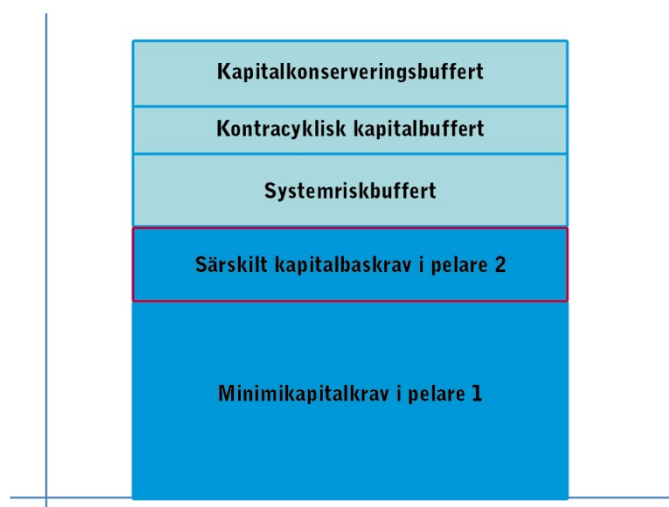 Kapitalkonserveringsbuffert
Kontracyklisk kapitalbuffert
Systemriskbuffert
Särskilt kapitalbaskrav i pelare 2
Minimikapitalkrav i pelare 1